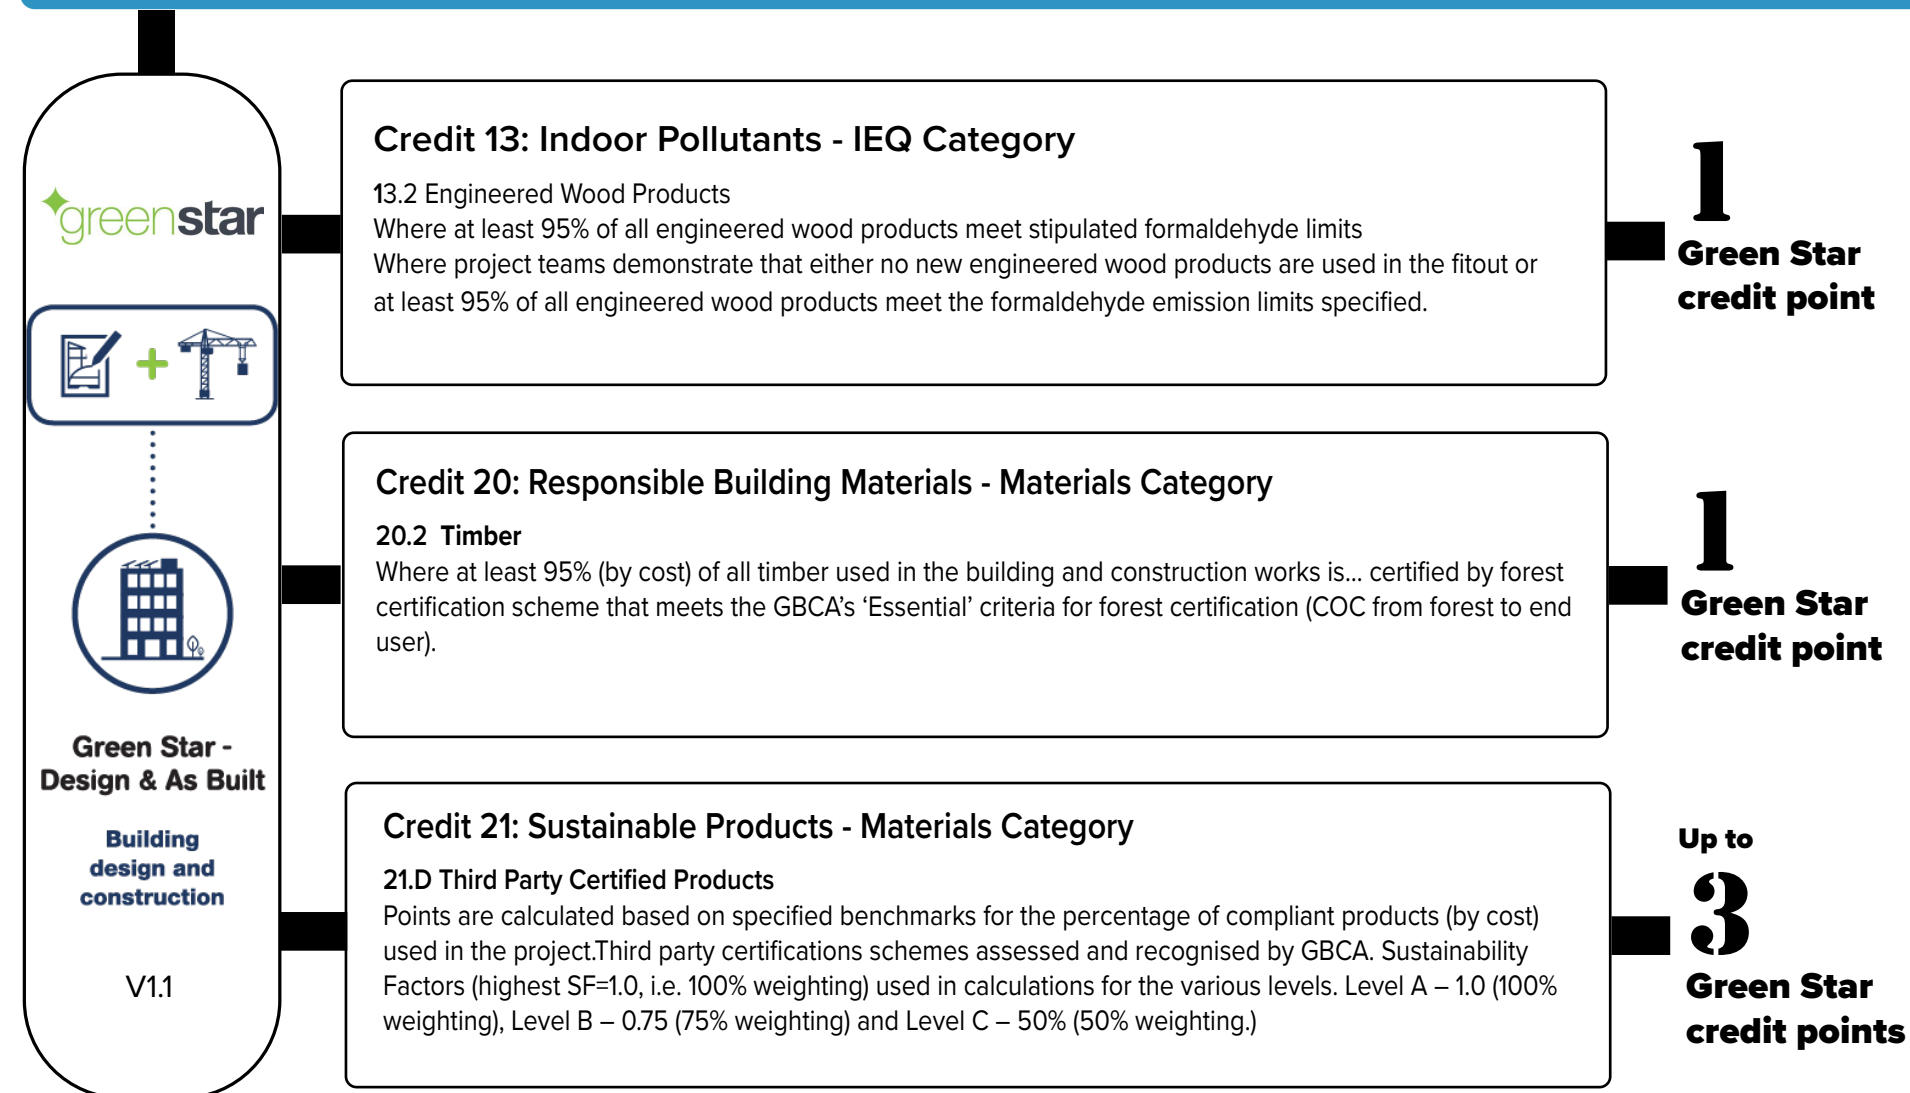 greenstar
Green Star -
Design & As Built
Building
design and
construction
V1.1
Credit 13: Indoor Pollutants - IEQ Category
13.2 Engineered Wood Products
Where at least 95% of all engineered wood products meet stipulated formaldehyde limits
Where project teams demonstrate that either no new engineered wood products are used in the fitout or
at least 95% of all engineered wood products meet the formaldehyde emission limits specified.
1
Green Star
credit point
Credit 20: Responsible Building Materials - Materials Category
20.2 Timber
Where at least 95% (by cost) of all timber used in the building and construction works is... certified by forest
certification scheme that meets the GBCA's ‘Essential’ criteria for forest certification (COC from forest to end
user).
1
Green Star
credit point
Credit 21: Sustainable Products - Materials Category
21.D Third Party Certified Products
Points are calculated based on specified benchmarks for the percentage of compliant products (by cost)
used in the project.Third party certifications schemes assessed and recognised by GBCA. Sustainability
Factors (highest SF=1.0, i.e. 100% weighting) used in calculations for the various levels. Level A – 1.0 (100%
weighting), Level B – 0.75 (75% weighting) and Level C – 50% (50% weighting.)
Up to
3
Green Star
credit points